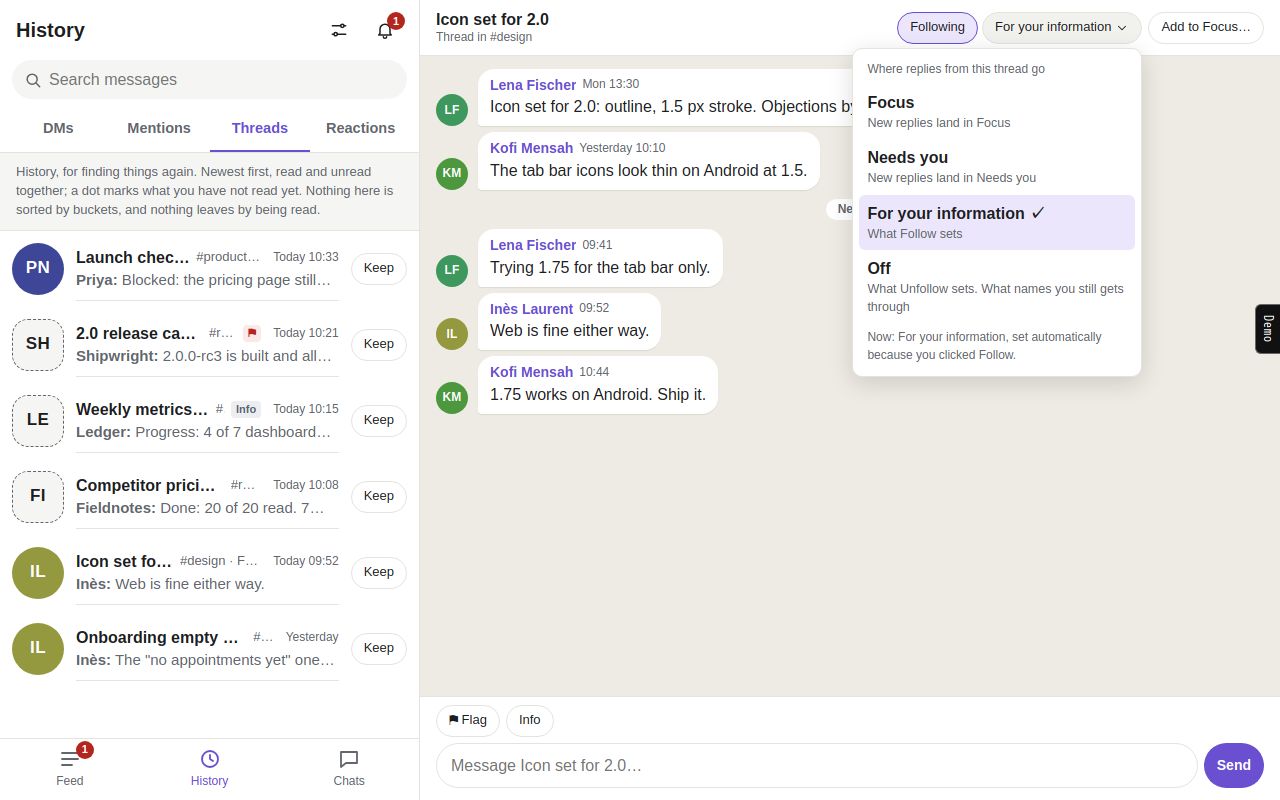 History
1
Search messages
DMs
Mentions
Threads
Reactions
History, for finding things again. Newest first, read and unread
together; a dot marks what you have not read yet. Nothing here is
sorted by buckets, and nothing leaves by being read.
PN
Launch chec… #product… Today 10:33
Priya: Blocked: the pricing page still…
Keep
SH
2.0 release ca… #r… Today 10:21
Shipwright: 2.0.0-rc3 is built and all…
Keep
LE
Weekly metrics… # Info Today 10:15
Ledger: Progress: 4 of 7 dashboard…
Keep
FI
Competitor prici… #r… Today 10:08
Fieldnotes: Done: 20 of 20 read. 7…
Keep
IL
Icon set fo… #design · F… Today 09:52
Inès: Web is fine either way.
Keep
IL
Onboarding empty … #… Yesterday
Inès: The "no appointments yet" one…
Keep
1
Feed
History
Chats
Icon set for 2.0
Thread in #design
Following
For your information
Add to Focus…
LF
Lena Fischer Mon 13:30
Icon set for 2.0: outline, 1.5 px stroke. Objections by
KM
Kofi Mensah Yesterday 10:10
The tab bar icons look thin on Android at 1.5.
LF
Lena Fischer 09:41
Trying 1.75 for the tab bar only.
IL
Inès Laurent 09:52
Web is fine either way.
KM
Kofi Mensah 10:44
1.75 works on Android. Ship it.
Where replies from this thread go
Focus
New replies land in Focus
Needs you
New replies land in Needs you
For your information ✓
What Follow sets
Off
What Unfollow sets. What names you still gets
through
Now: For your information, set automatically
because you clicked Follow.
Demo
Flag
Info
Message Icon set for 2.0…
Send